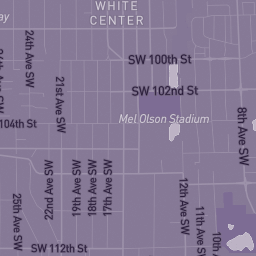 WHITE
CENTER
SW 100th St
24th Ave SW
SW 102nd St
21st Ave SW
Mel Olson Stadium
104th St
8th Ave SW
22nd Ave SW
19th Ave SW
18th Ave SW
17th Ave SW
12th Ave SW
25th Ave SW
11th Ave SW
10th
SW 112th St